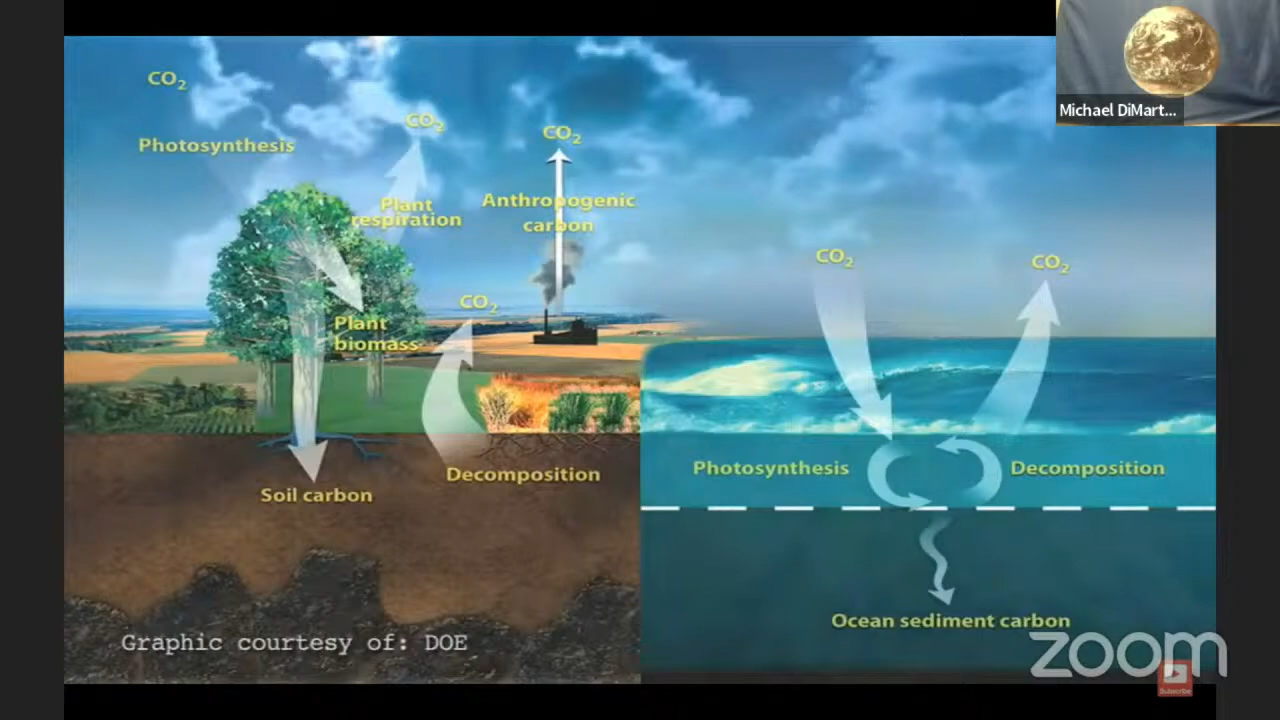 Michael DiMart...
CO2
Photosynthesis
CO2
Plant
respiration
CO2
Anthropogenic
carbon
CO2
Plant
biomass
Decomposition
Soil carbon
CO2
CO2
Photosynthesis
Decomposition
Ocean sediment carbon
Graphic courtesy of: DOE
zoom
Subscribe